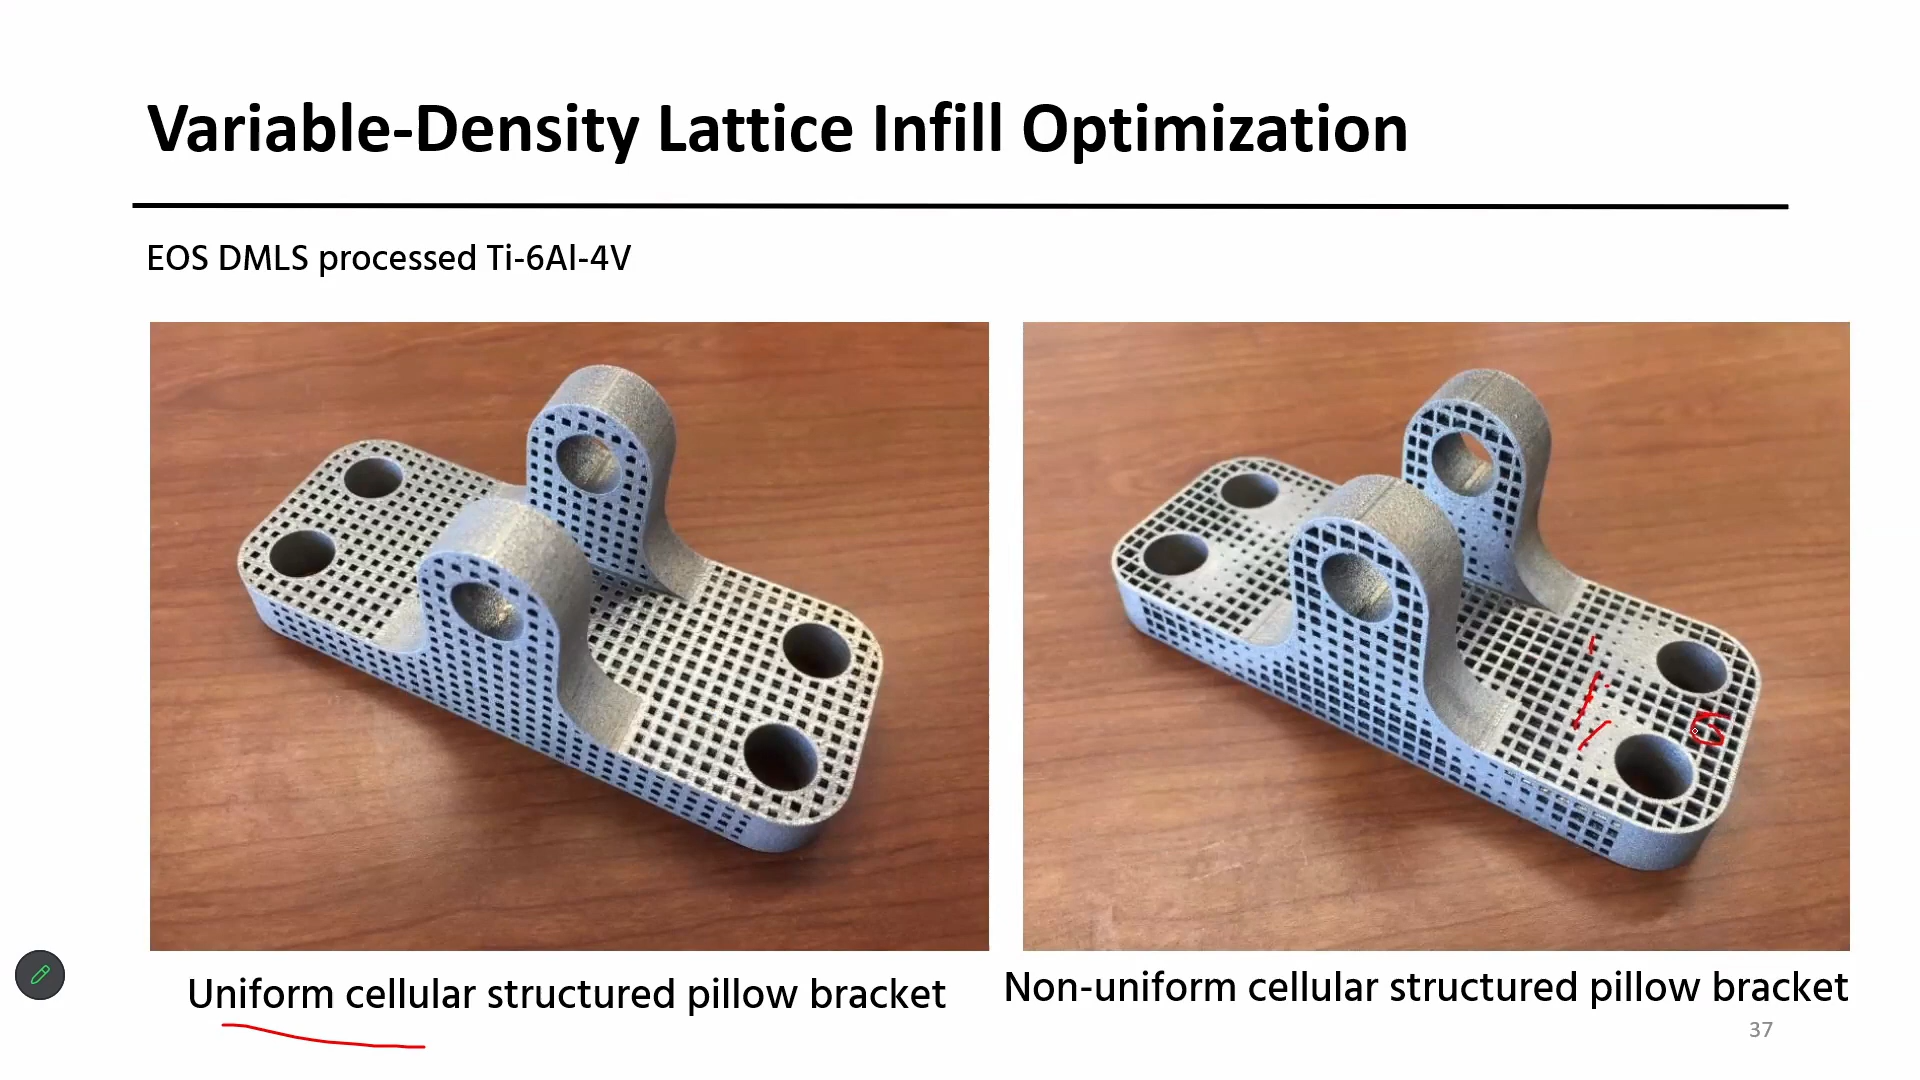 Variable-Density Lattice Infill Optimization
EOS DMLS processed Ti-6Al-4V
Uniform cellular structured pillow bracket
Non-uniform cellular structured pillow bracket
37